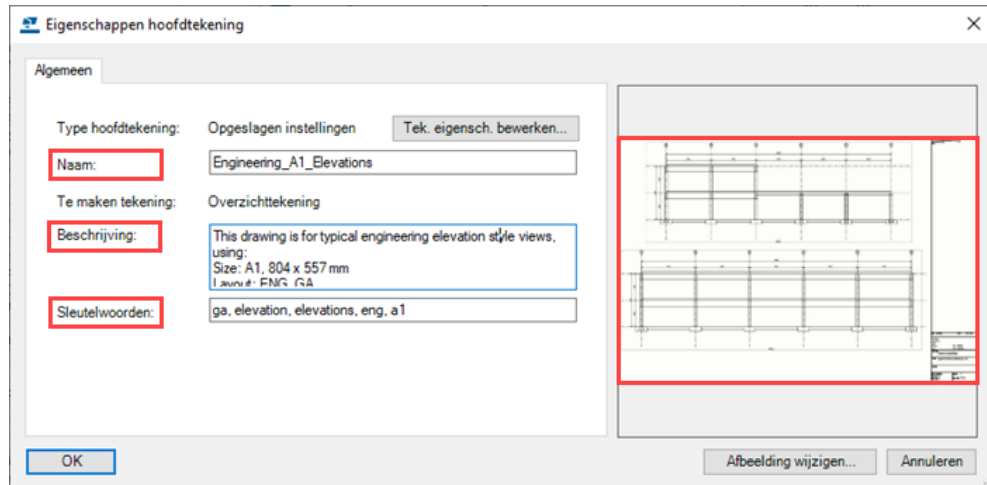 Eigenschappen hoofdtekening
Algemeen
Type hoofdtekening: Opgeslagen instellingen Tek. eigensch. bewerken...
Naam: Engineering_A1_Elevations
Te maken tekening: Overzichttekening
Beschrijving: This drawing is for typical engineering elevation style views,
using:
Size: A1, 804 x 557 mm
Layout: ENG_GA
Sleutelwoorden: ga, elevation, elevations, eng, a1
OK Afbeelding wijzigen... Annuleren